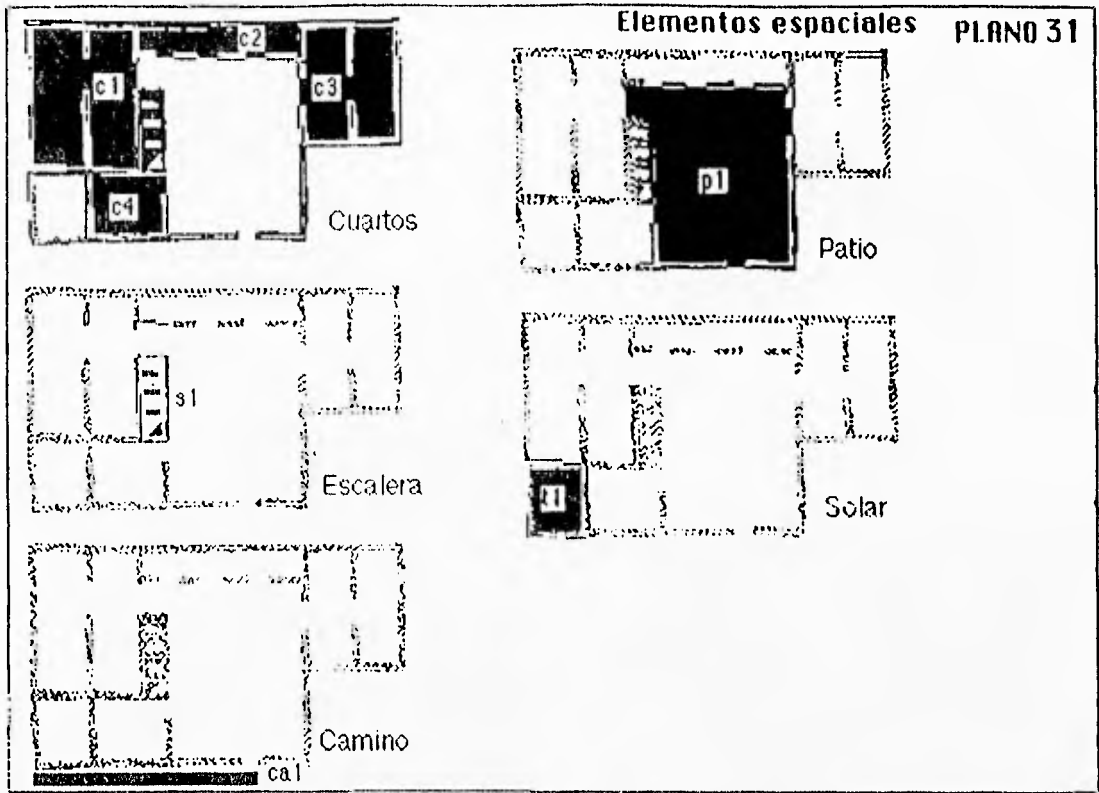 Elementos espaciales PLANO 31
c1
c2
c3
c4
Cuartos
p1
Patio
s1
Escalera
Solar
Camino
ca1